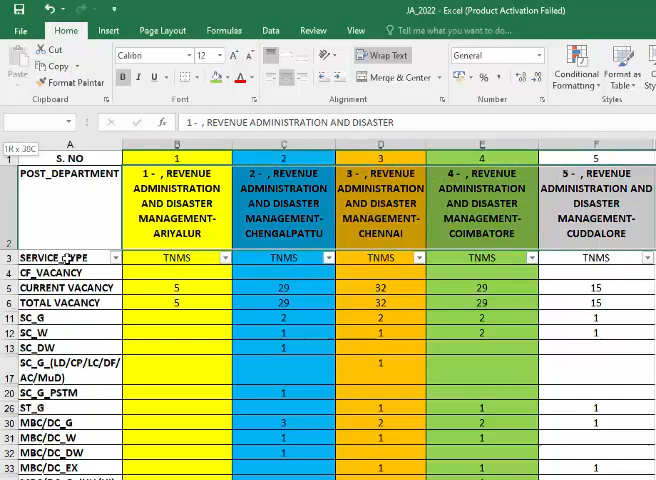 JA_2022 - Excel (Product Activation Failed)
File Home Insert Page Layout Formulas Data Review View Tell me what you want to do...
Cut
Copy
Format Painter
Paste
Clipboard
Calibri 12
B I U
Font
Wrap Text
Merge & Center
Alignment
General
% ,
Number
Conditional Formatting
Format as Table
1R x 38C
fx 1 - , REVENUE ADMINISTRATION AND DISASTER
A B C D E F
1 S. NO 1 2 3 4 5
2 POST_DEPARTMENT
1 - , REVENUE ADMINISTRATION AND DISASTER MANAGEMENT- ARIYALUR
2 - , REVENUE ADMINISTRATION AND DISASTER MANAGEMENT- CHENGALPATTU
3 - , REVENUE ADMINISTRATION AND DISASTER MANAGEMENT- CHENNAI
4 - , REVENUE ADMINISTRATION AND DISASTER MANAGEMENT- COIMBATORE
5 - , REVENUE ADMINISTRATION AND DISASTER MANAGEMENT- CUDDALORE
3 SERVICE_TYPE TNMS TNMS TNMS TNMS TNMS
4 CF_VACANCY
5 CURRENT VACANCY 5 29 32 29 15
6 TOTAL VACANCY 5 29 32 29 15
11 SC_G 2 2 2 1
12 SC_W 1 1 2 1
13 SC_DW 1
17 SC_G_(LD/CP/LC/DF/AC/MuD) 1
20 SC_G_PSTM 1
26 ST_G 1 1 1
30 MBC/DC_G 3 2 2 1
31 MBC/DC_W 1 1 1
32 MBC/DC_DW 1
33 MBC/DC_EX 1 1 1